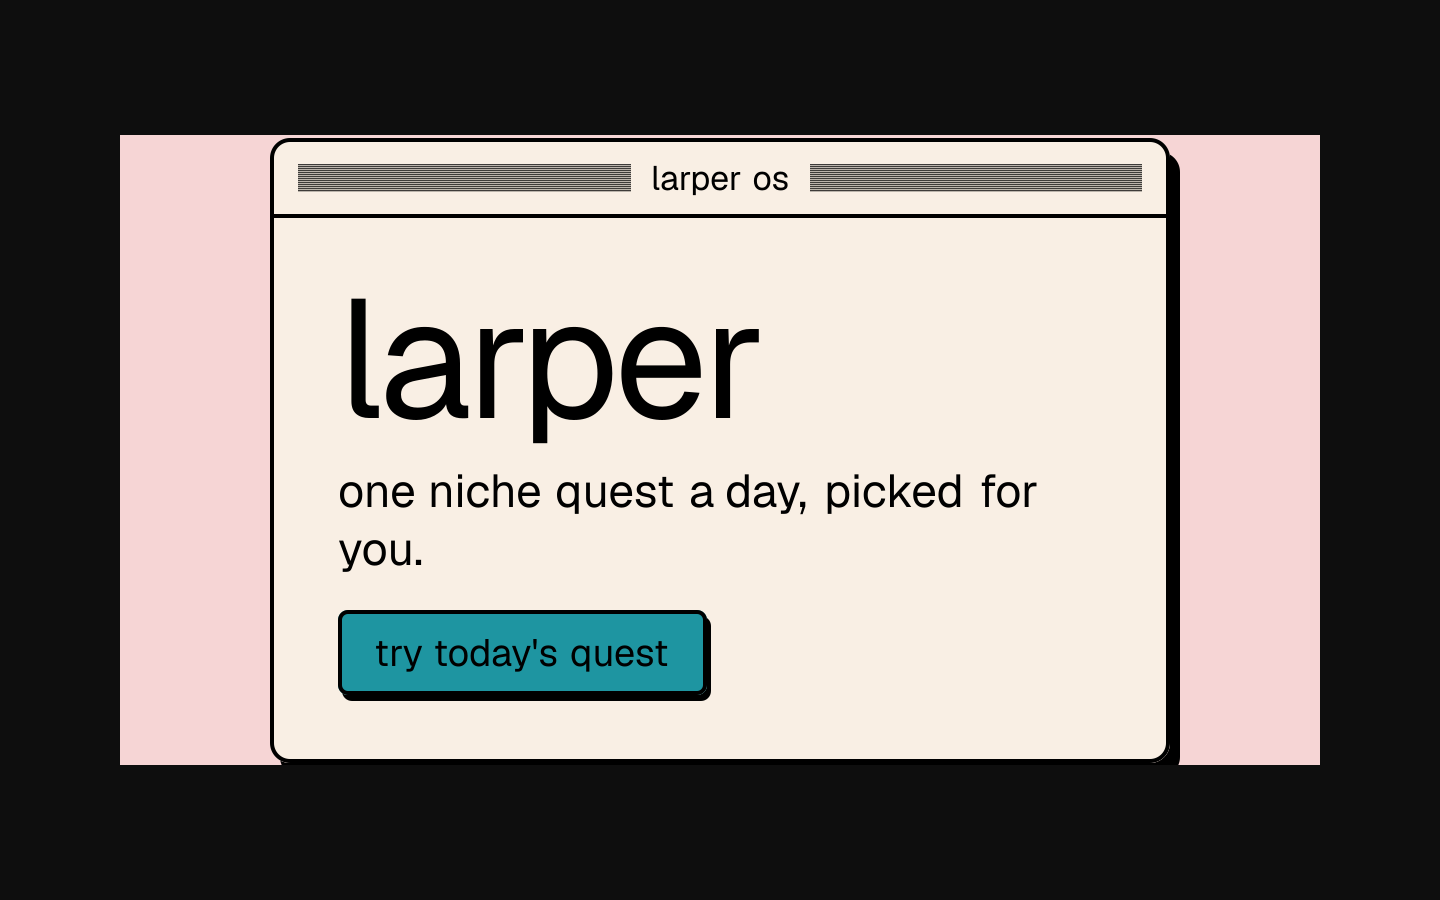 larper os
larper
one niche quest a day, picked for
you.
try today's quest